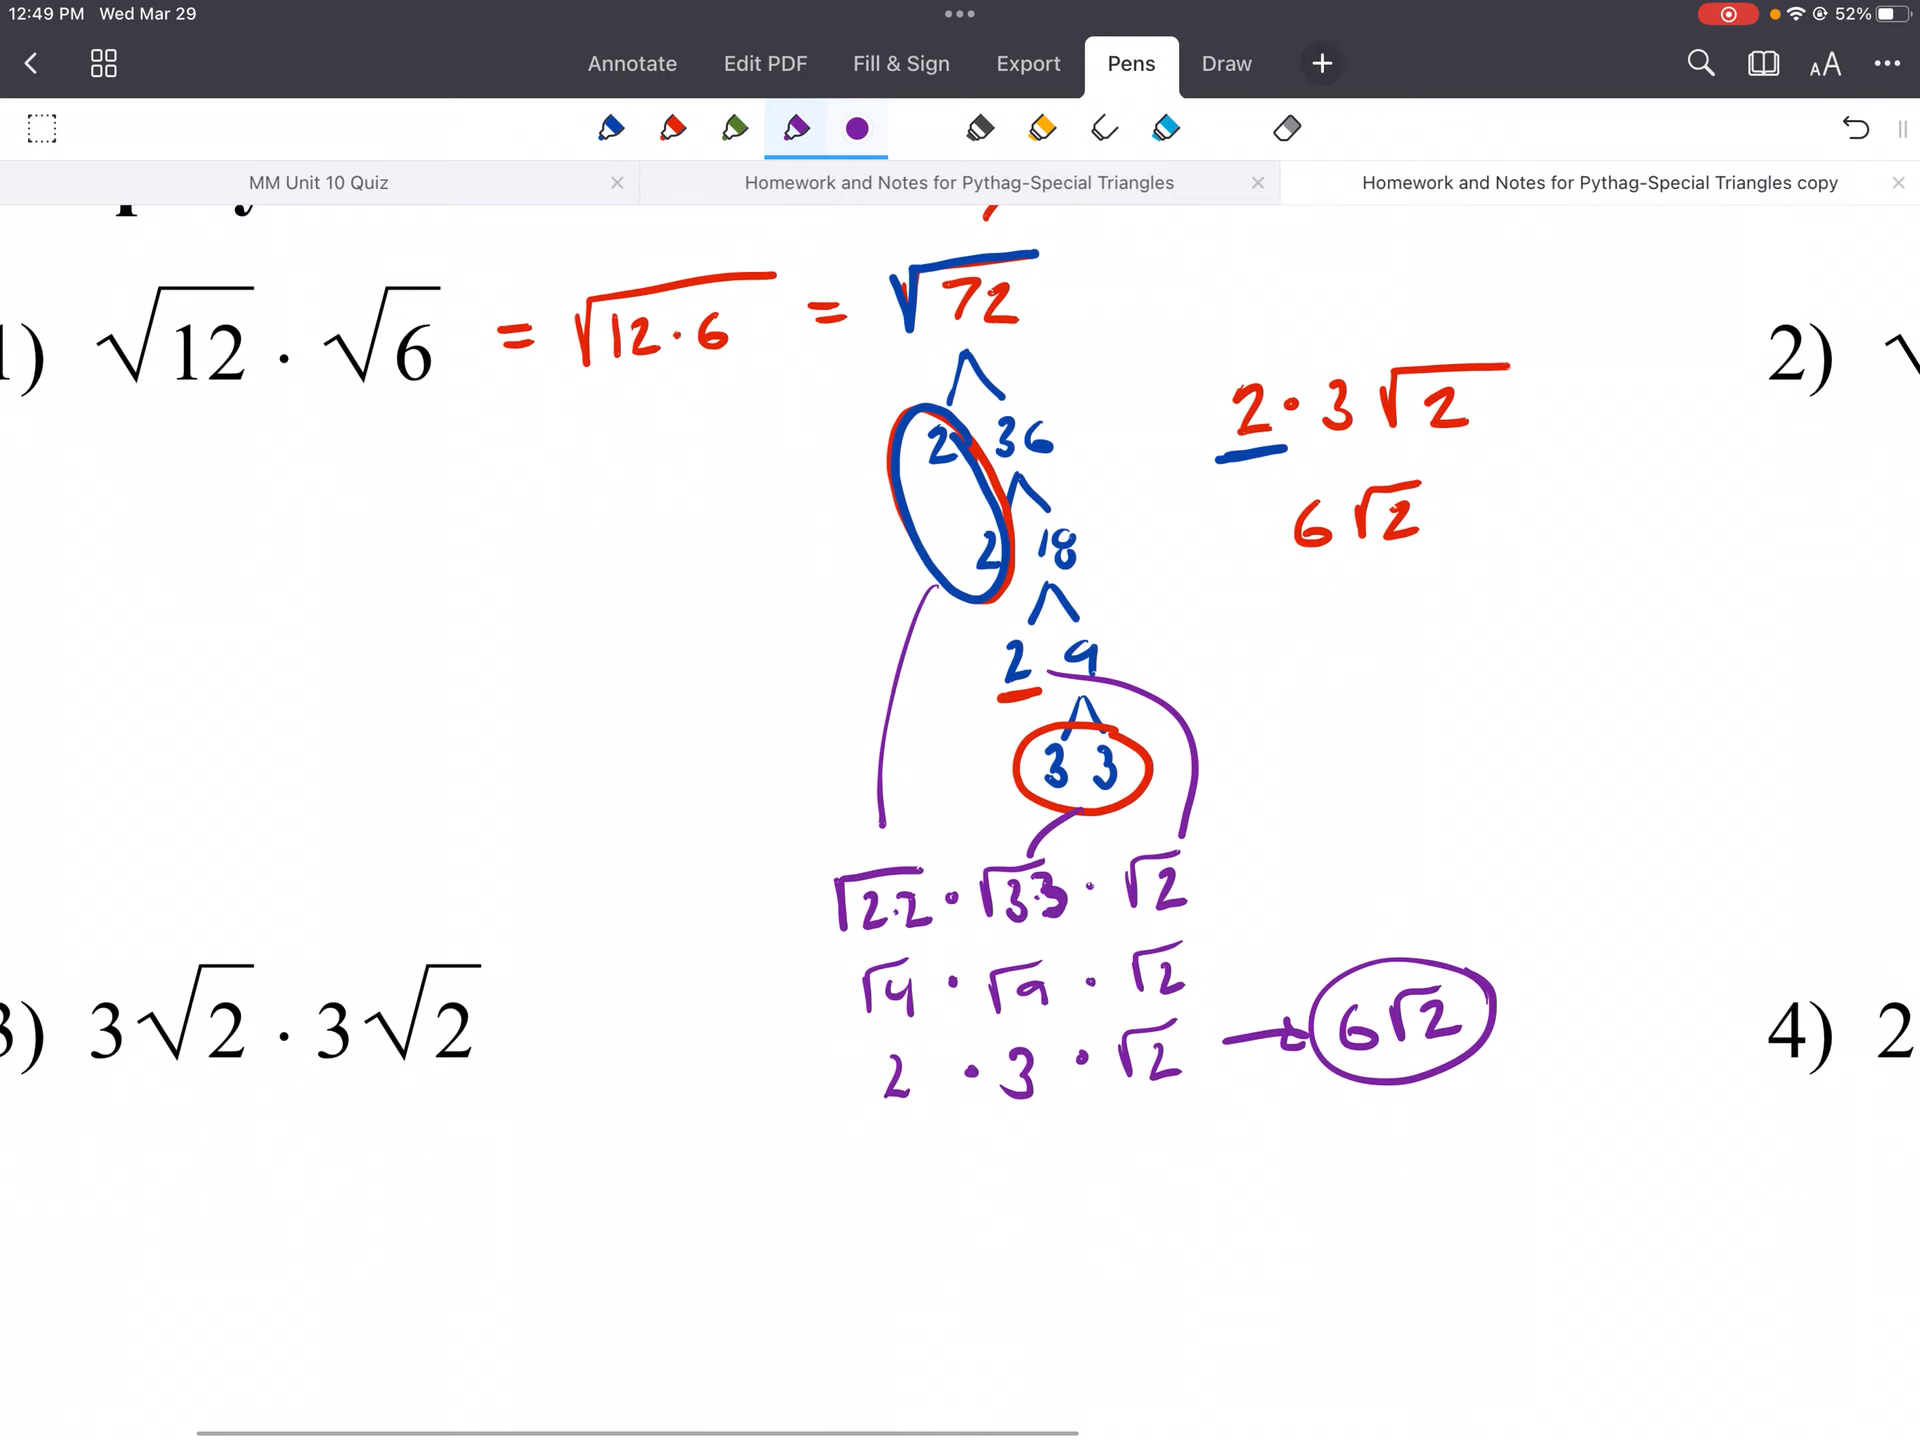 12:49 PM Wed Mar 29
52%
Annotate Edit PDF Fill & Sign Export Pens Draw
AA
MM Unit 10 Quiz
Homework and Notes for Pythag-Special Triangles
Homework and Notes for Pythag-Special Triangles copy
1) √12 · √6 = √12·6 = √72
2) √
2 36
2 18
2 9
3 3
2·3√2
6√2
√2·2 · √3·3 · √2
√4 · √9 · √2
2 · 3 · √2 → 6√2
3) 3√2 · 3√2
4) 2